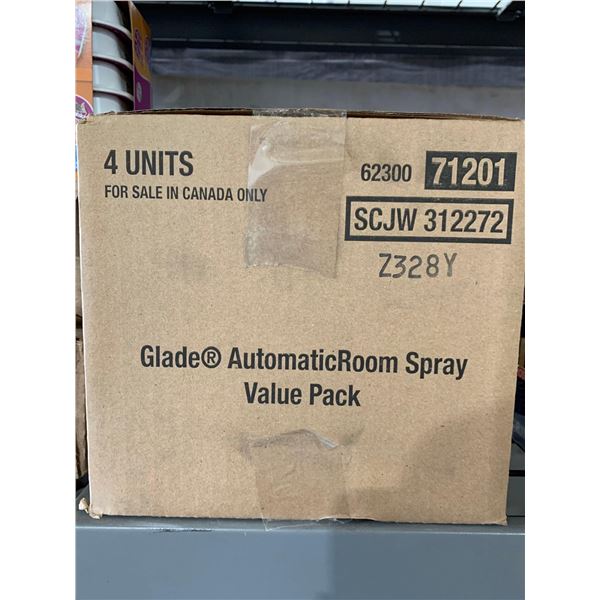 4 UNITS
FOR SALE IN CANADA ONLY
62300 71201
SCJW 312272
Z328Y
Glade® AutomaticRoom Spray
Value Pack